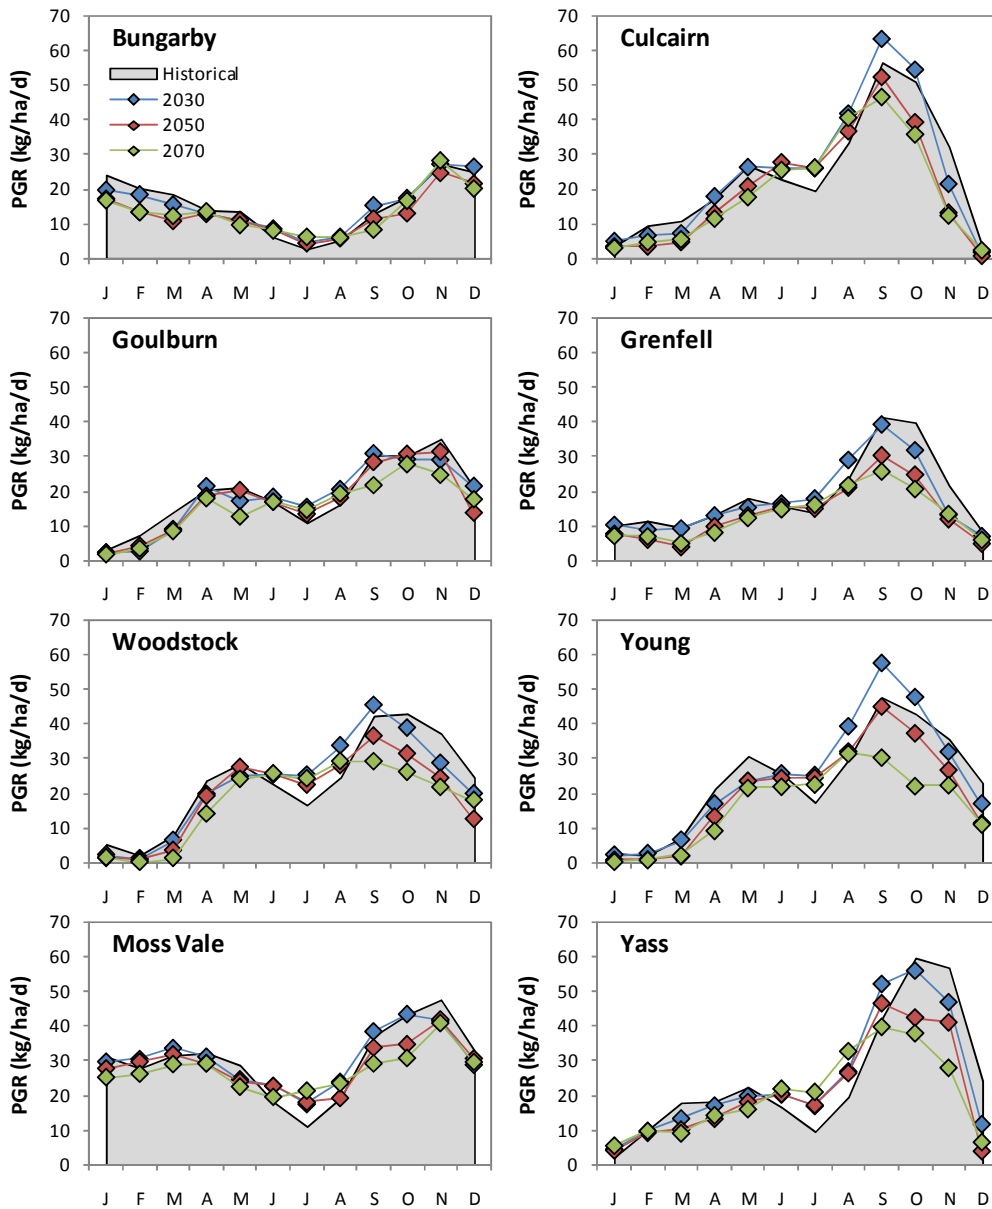 Bungarby
Historical
2030
2050
2070
PGR (kg/ha/d)
70
60
50
40
30
20
10
0
J F M A M J J A S O N D
Culcairn
PGR (kg/ha/d)
70
60
50
40
30
20
10
0
J F M A M J J A S O N D
Goulburn
PGR (kg/ha/d)
70
60
50
40
30
20
10
0
J F M A M J J A S O N D
Grenfell
PGR (kg/ha/d)
70
60
50
40
30
20
10
0
J F M A M J J A S O N D
Woodstock
PGR (kg/ha/d)
70
60
50
40
30
20
10
0
J F M A M J J A S O N D
Young
PGR (kg/ha/d)
70
60
50
40
30
20
10
0
J F M A M J J A S O N D
Moss Vale
PGR (kg/ha/d)
70
60
50
40
30
20
10
0
J F M A M J J A S O N D
Yass
PGR (kg/ha/d)
70
60
50
40
30
20
10
0
J F M A M J J A S O N D